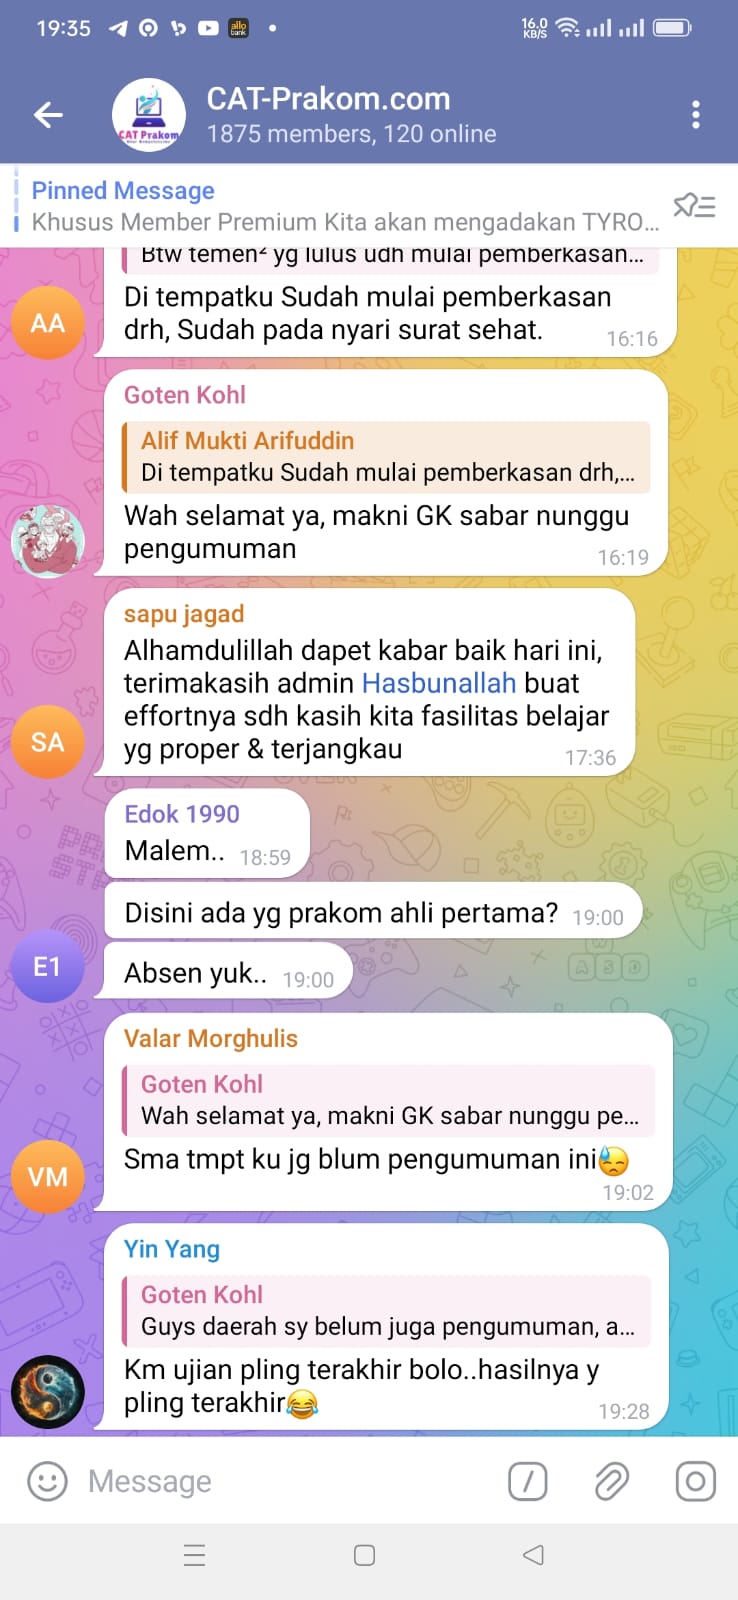 19:35
allo
bank
16.0
KB/S
CAT Prakom
CAT-Prakom.com
1875 members, 120 online
Pinned Message
Khusus Member Premium Kita akan mengadakan TYRO...
Btw temen² yg lulus udh mulai pemberkasan...
AA
Di tempatku Sudah mulai pemberkasan
drh, Sudah pada nyari surat sehat.
16:16
Goten Kohl
Alif Mukti Arifuddin
Di tempatku Sudah mulai pemberkasan drh,...
Wah selamat ya, makni GK sabar nunggu
pengumuman
16:19
sapu jagad
Alhamdulillah dapet kabar baik hari ini,
terimakasih admin Hasbunallah buat
effortnya sdh kasih kita fasilitas belajar
yg proper & terjangkau
17:36
SA
Edok 1990
Malem..
18:59
Disini ada yg prakom ahli pertama?
19:00
E1
Absen yuk..
19:00
Valar Morghulis
Goten Kohl
Wah selamat ya, makni GK sabar nunggu pe...
Sma tmpt ku jg blum pengumuman ini😓
19:02
VM
Yin Yang
Goten Kohl
Guys daerah sy belum juga pengumuman, a...
Km ujian pling terakhir bolo..hasilnya y
pling terakhir😂
19:28
Message